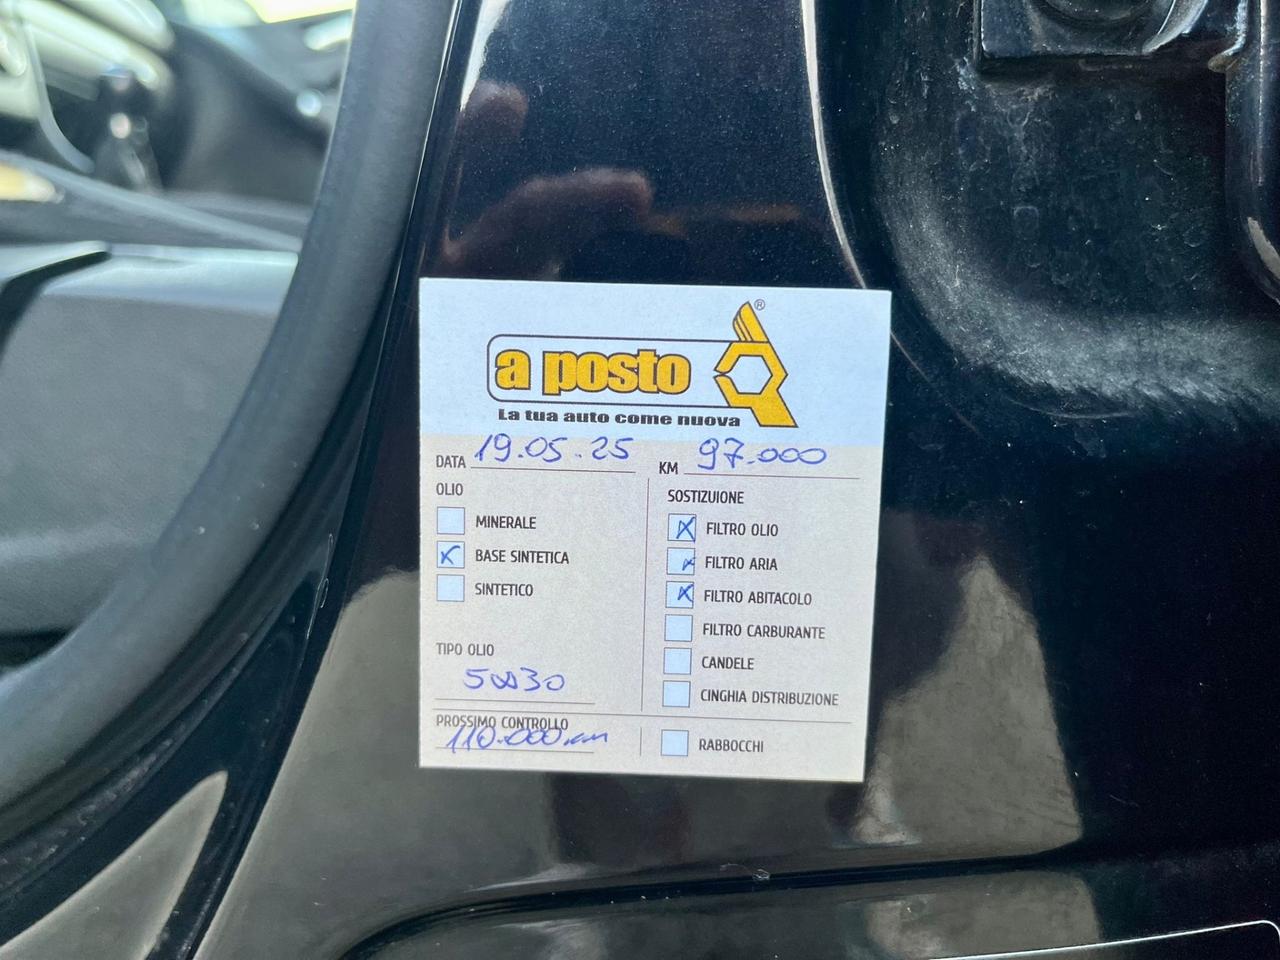 ®
a posto
La tua auto come nuova
DATA 19.05.25 KM 97.000
OLIO
MINERALE
BASE SINTETICA
SINTETICO
TIPO OLIO
5W30
PROSSIMO CONTROLLO
110.000 km
SOSTIZUIONE
FILTRO OLIO
FILTRO ARIA
FILTRO ABITACOLO
FILTRO CARBURANTE
CANDELE
CINGHIA DISTRIBUZIONE
RABBOCCHI